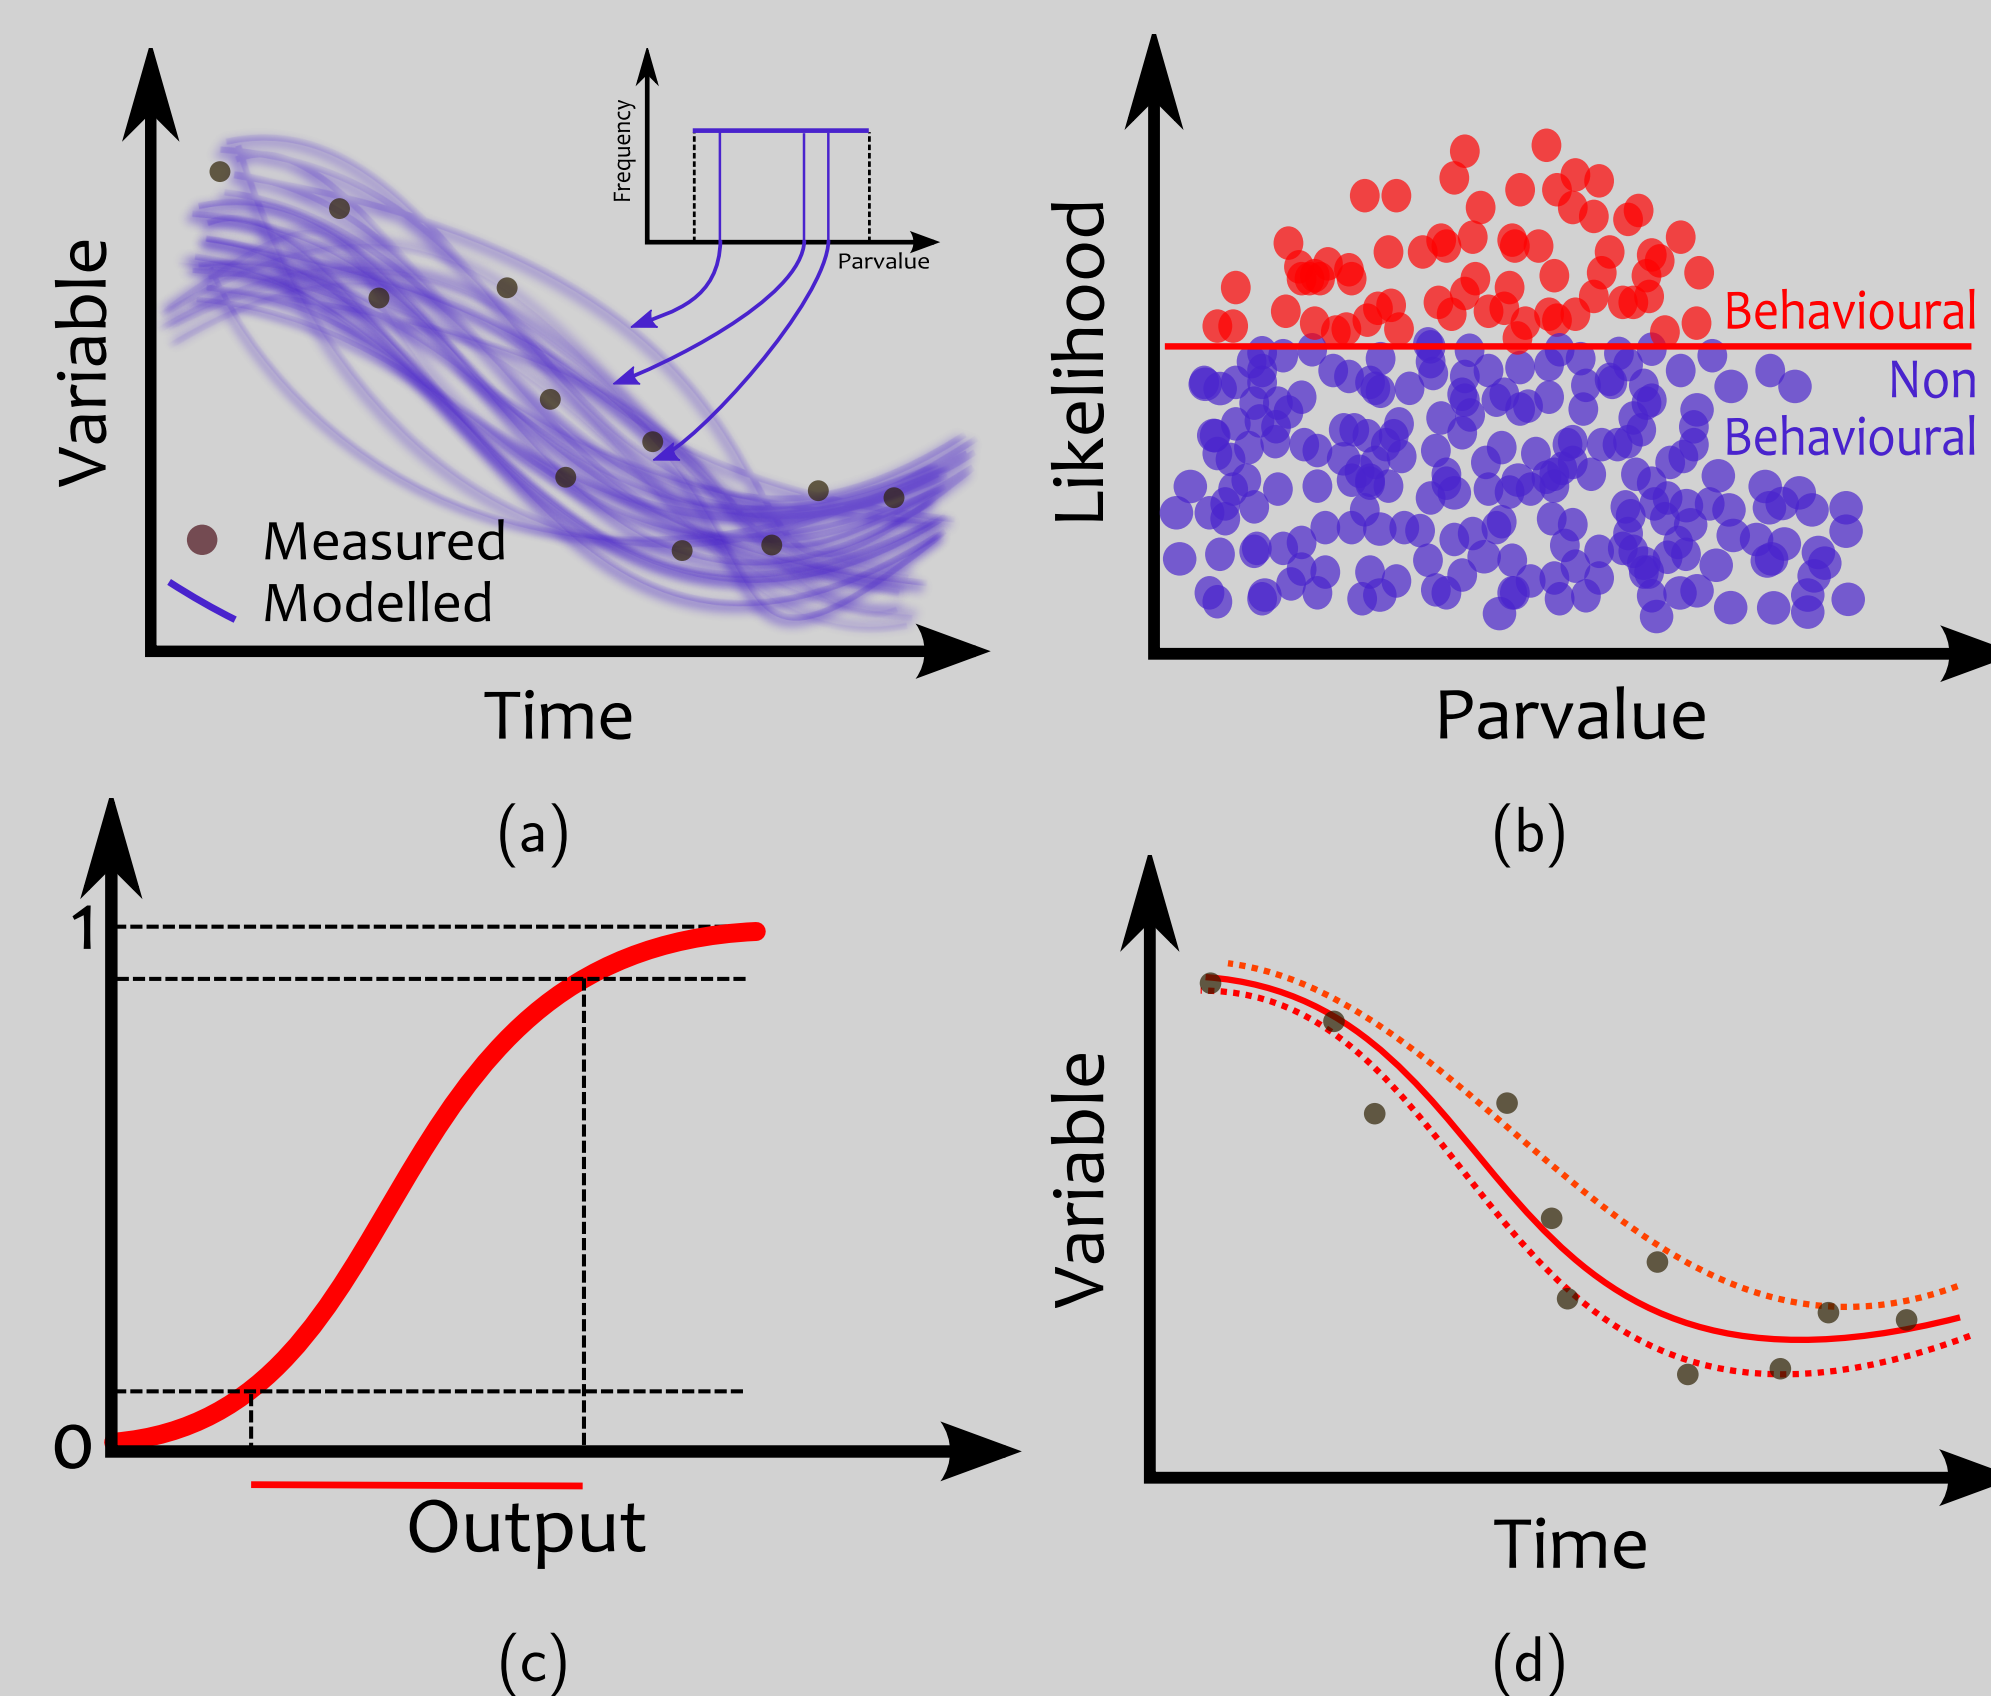 Variable
Frequency
Parvalue
Measured
Modelled
Time
(a)
Likelihood
Behavioural
Non
Behavioural
Parvalue
(b)
1
0
Output
(c)
Variable
Time
(d)